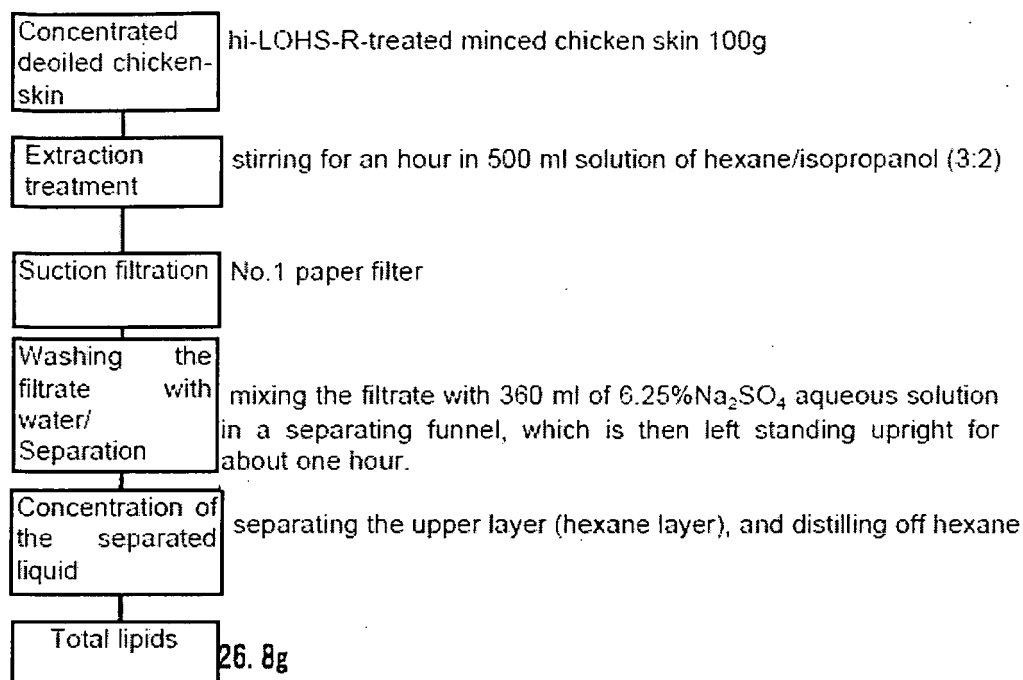 Concentrated
deoiled chicken-
skin
hi-LOHS-R-treated minced chicken skin 100g
Extraction
treatment
stirring for an hour in 500 ml solution of hexane/isopropanol (3:2)
Suction filtration
No.1 paper filter
Washing the
filtrate with
water/
Separation
mixing the filtrate with 360 ml of 6.25%Na₂SO₄ aqueous solution
in a separating funnel, which is then left standing upright for
about one hour.
Concentration of
the separated
liquid
separating the upper layer (hexane layer), and distilling off hexane
Total lipids
26. 8g